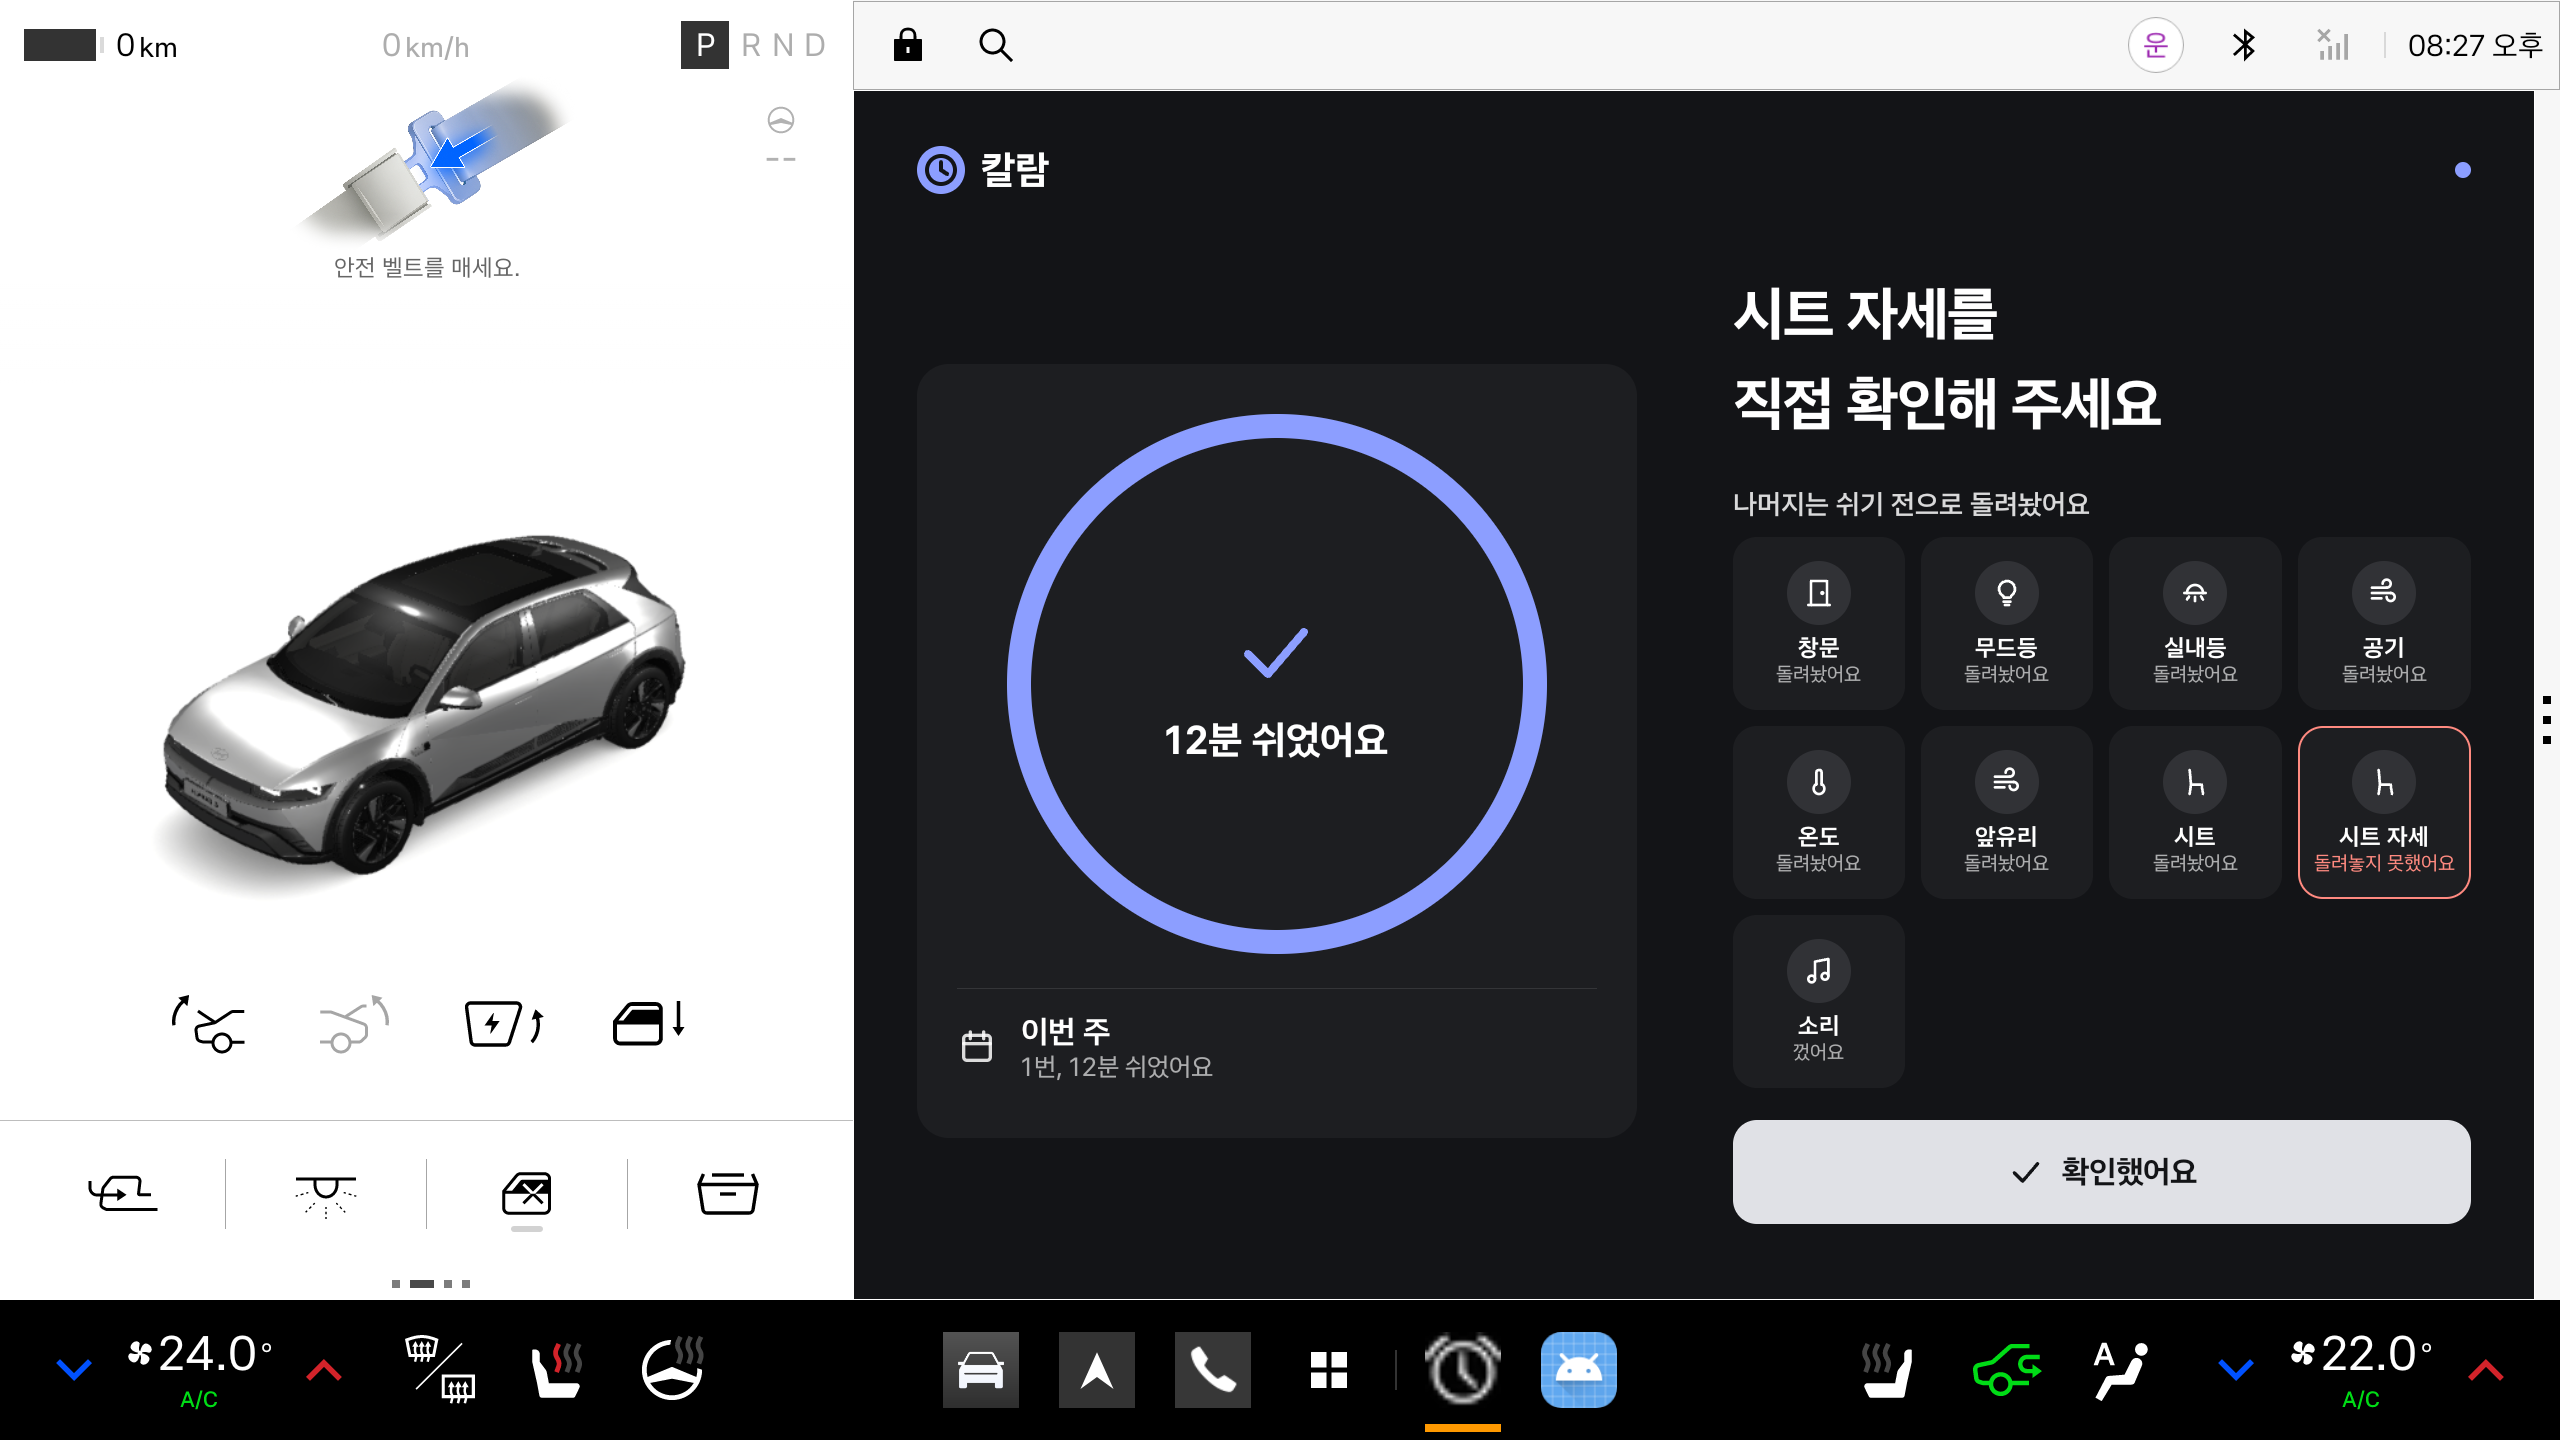 0 km
0 km/h
P R N D
08:27 오후
운
--
안전 벨트를 매세요.
칼람
시트 자세를
직접 확인해 주세요
나머지는 쉬기 전으로 돌려놨어요
창문
돌려놨어요
무드등
돌려놨어요
실내등
돌려놨어요
공기
돌려놨어요
온도
돌려놨어요
앞유리
돌려놨어요
시트
돌려놨어요
시트 자세
돌려놓지 못했어요
소리
껐어요
12분 쉬었어요
이번 주
1번, 12분 쉬었어요
확인했어요
24.0°
A/C
A
22.0°
A/C